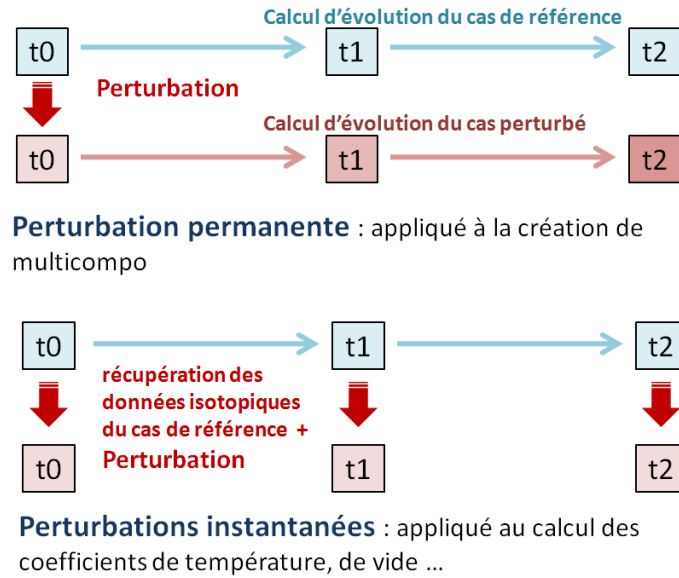 Calcul d'évolution du cas de référence
t0 t1 t2
Perturbation
Calcul d'évolution du cas perturbé
t0 t1 t2
Perturbation permanente : appliqué à la création de
multicompo
t0 t1 t2
récupération des
données isotopiques
du cas de référence +
Perturbation
t0 t1 t2
Perturbations instantanées : appliqué au calcul des
coefficients de température, de vide ...